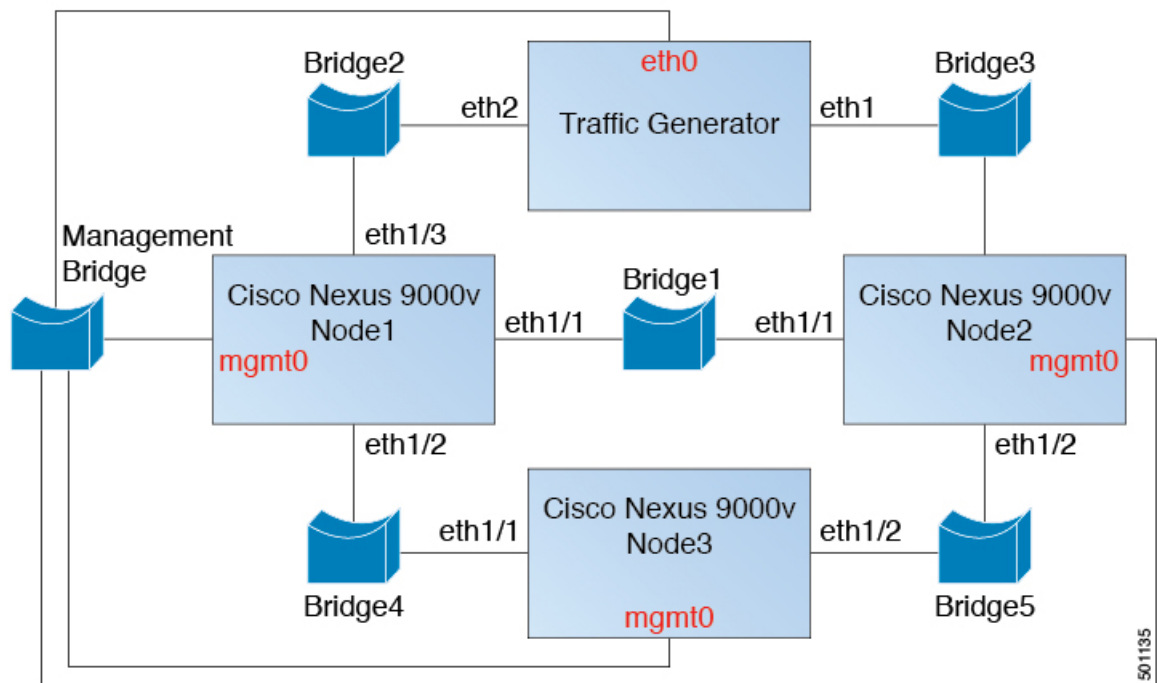 Bridge2
eth0
Bridge3
eth2
Traffic Generator
eth1
Management
Bridge
eth1/3
Cisco Nexus 9000v
Node1
mgmt0
eth1/1
Bridge1
eth1/1
Cisco Nexus 9000v
Node2
mgmt0
eth1/2
eth1/2
Cisco Nexus 9000v
Node3
eth1/1
eth1/2
mgmt0
Bridge4
Bridge5
501135